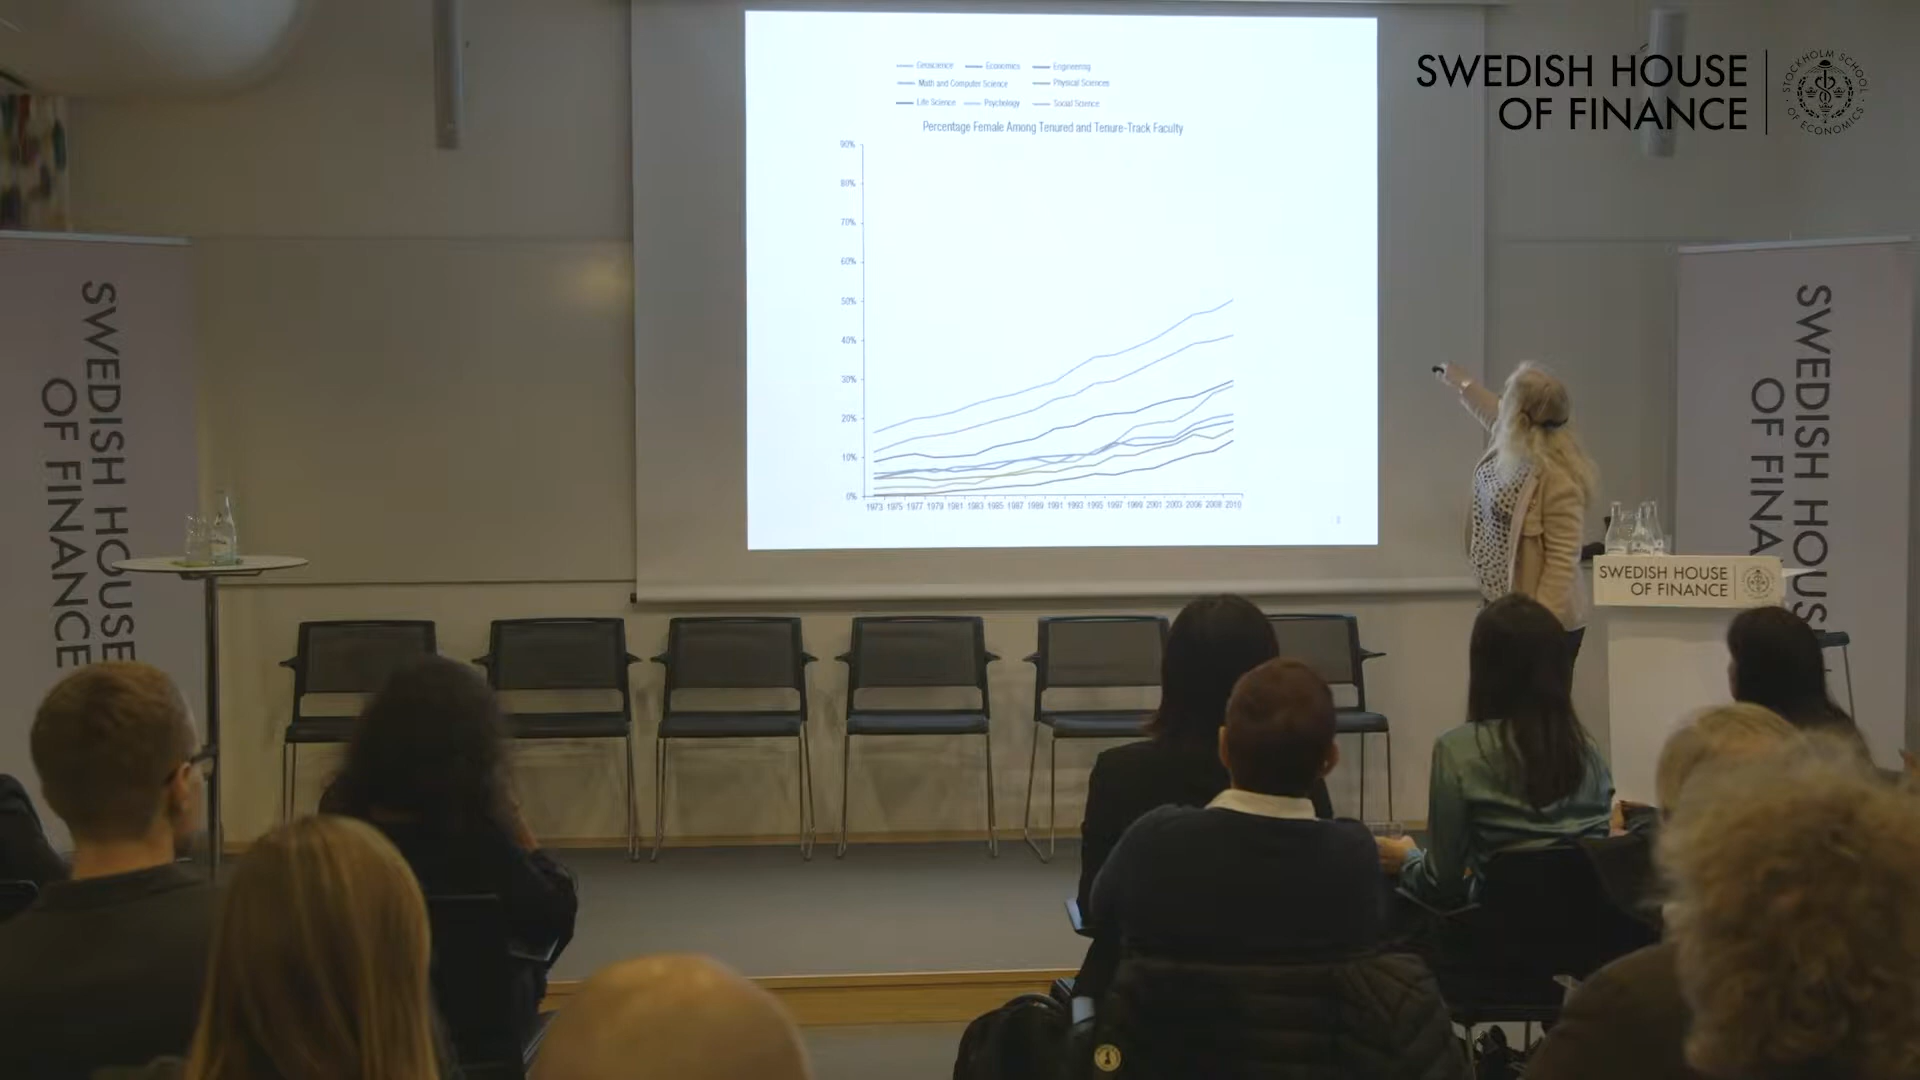 Geoscience Economics Engineering
Math and Computer Science Physical Sciences
Life Science Psychology Social Science
Percentage Female Among Tenured and Tenure-Track Faculty
90%
80%
70%
60%
50%
40%
30%
20%
10%
0%
1973 1975 1977 1979 1981 1983 1985 1987 1989 1991 1993 1995 1997 1999 2001 2003 2006 2008 2010
SWEDISH HOUSE
OF FINANCE
STOCKHOLM SCHOOL
OF ECONOMICS
SWEDISH HOUSE
OF FINANCE
SWEDISH HOUSE
OF FINA
SWEDISH HOUSE
OF FINANCE